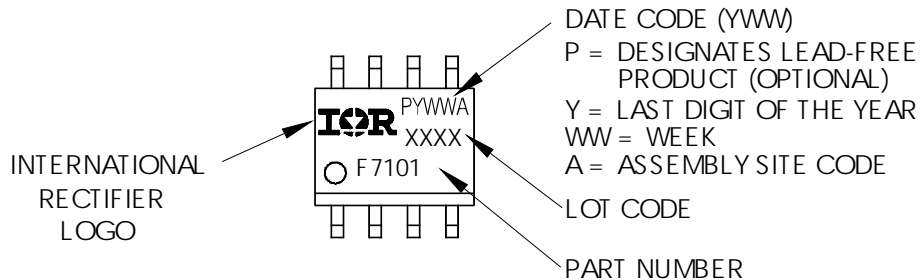 DATE CODE (YWW)
P = DESIGNATES LEAD-FREE
PRODUCT (OPTIONAL)
Y = LAST DIGIT OF THE YEAR
WW = WEEK
A = ASSEMBLY SITE CODE
LOT CODE
PART NUMBER
INTERNATIONAL
RECTIFIER
LOGO
IOR
PYWWA
XXXX
F7101